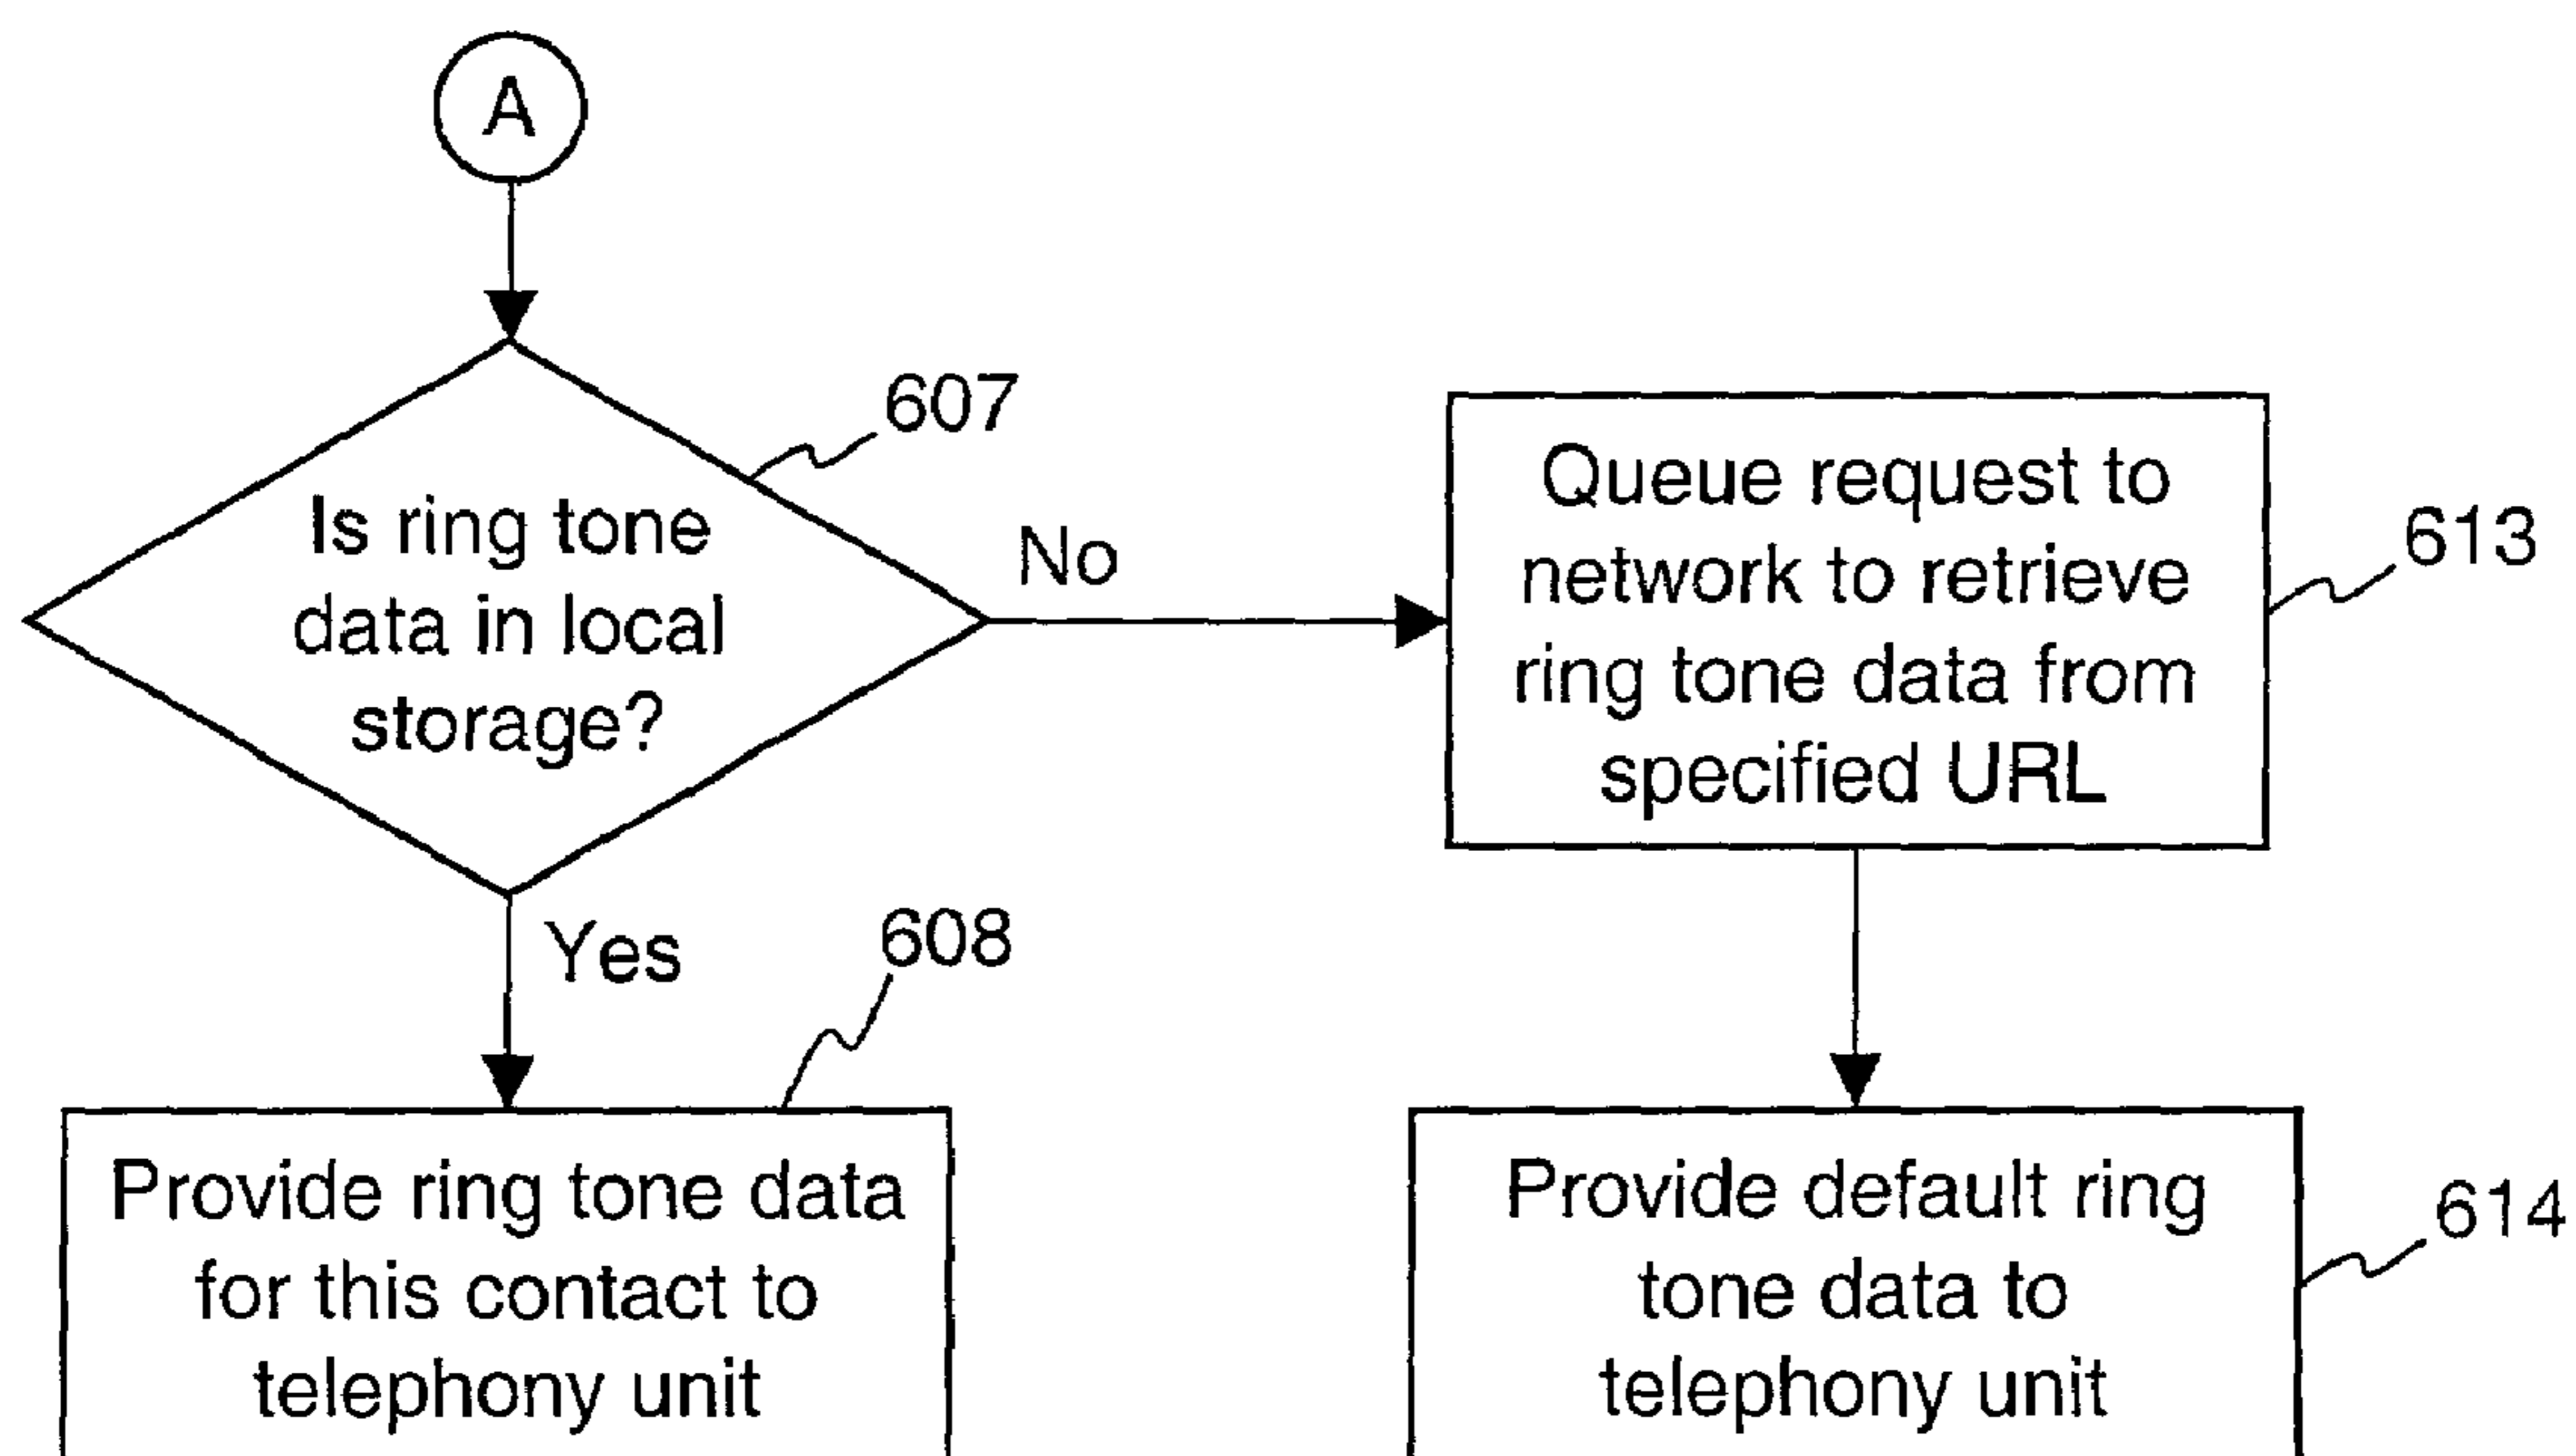 A
607
Is ring tone
data in local
storage?
No
Queue request to
network to retrieve
ring tone data from
specified URL
613
Yes
608
Provide ring tone data
for this contact to
telephony unit
Provide default ring
tone data to
telephony unit
614